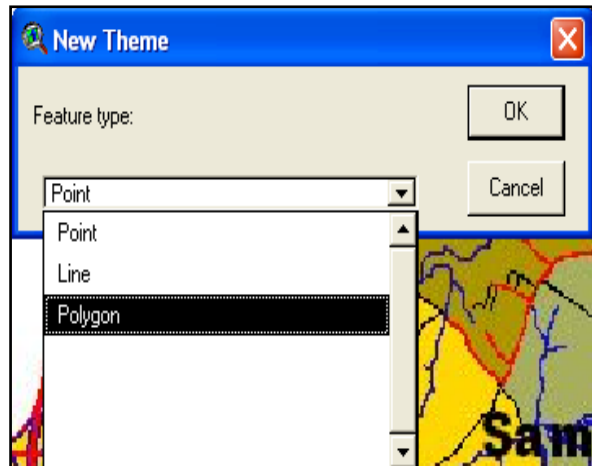 New Theme
Feature type:
OK
Point
Cancel
Point
Line
Polygon
Sam